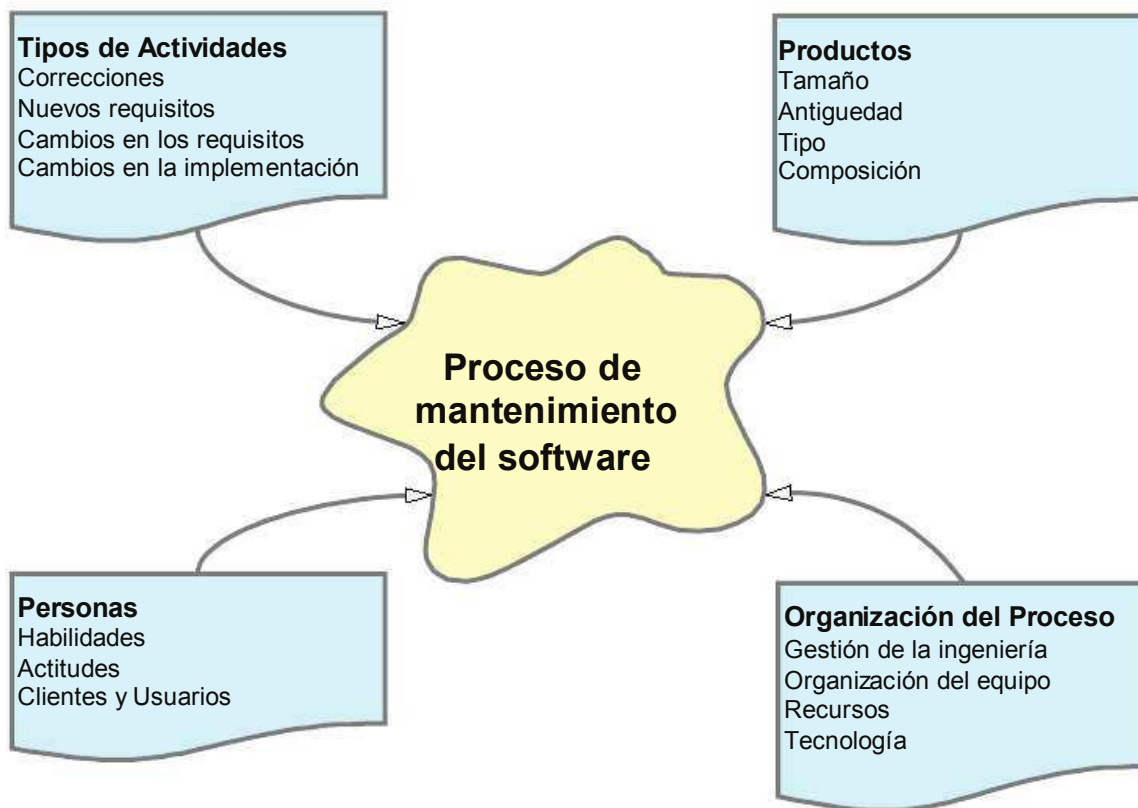 Tipos de Actividades
Correcciones
Nuevos requisitos
Cambios en los requisitos
Cambios en la implementación
Productos
Tamaño
Antiguedad
Tipo
Composición
Proceso de
mantenimiento
del software
Personas
Habilidades
Actitudes
Clientes y Usuarios
Organización del Proceso
Gestión de la ingeniería
Organización del equipo
Recursos
Tecnología